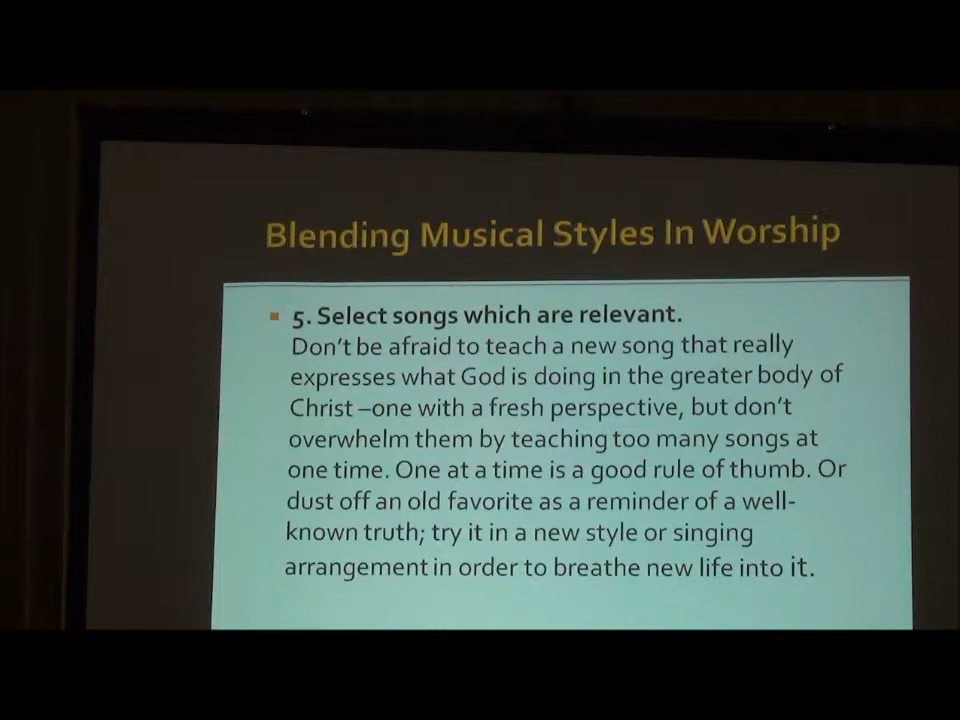 Blending Musical Styles In Worship
5. Select songs which are relevant.
Don't be afraid to teach a new song that really
expresses what God is doing in the greater body of
Christ –one with a fresh perspective, but don't
overwhelm them by teaching too many songs at
one time. One at a time is a good rule of thumb. Or
dust off an old favorite as a reminder of a well-
known truth; try it in a new style or singing
arrangement in order to breathe new life into it.